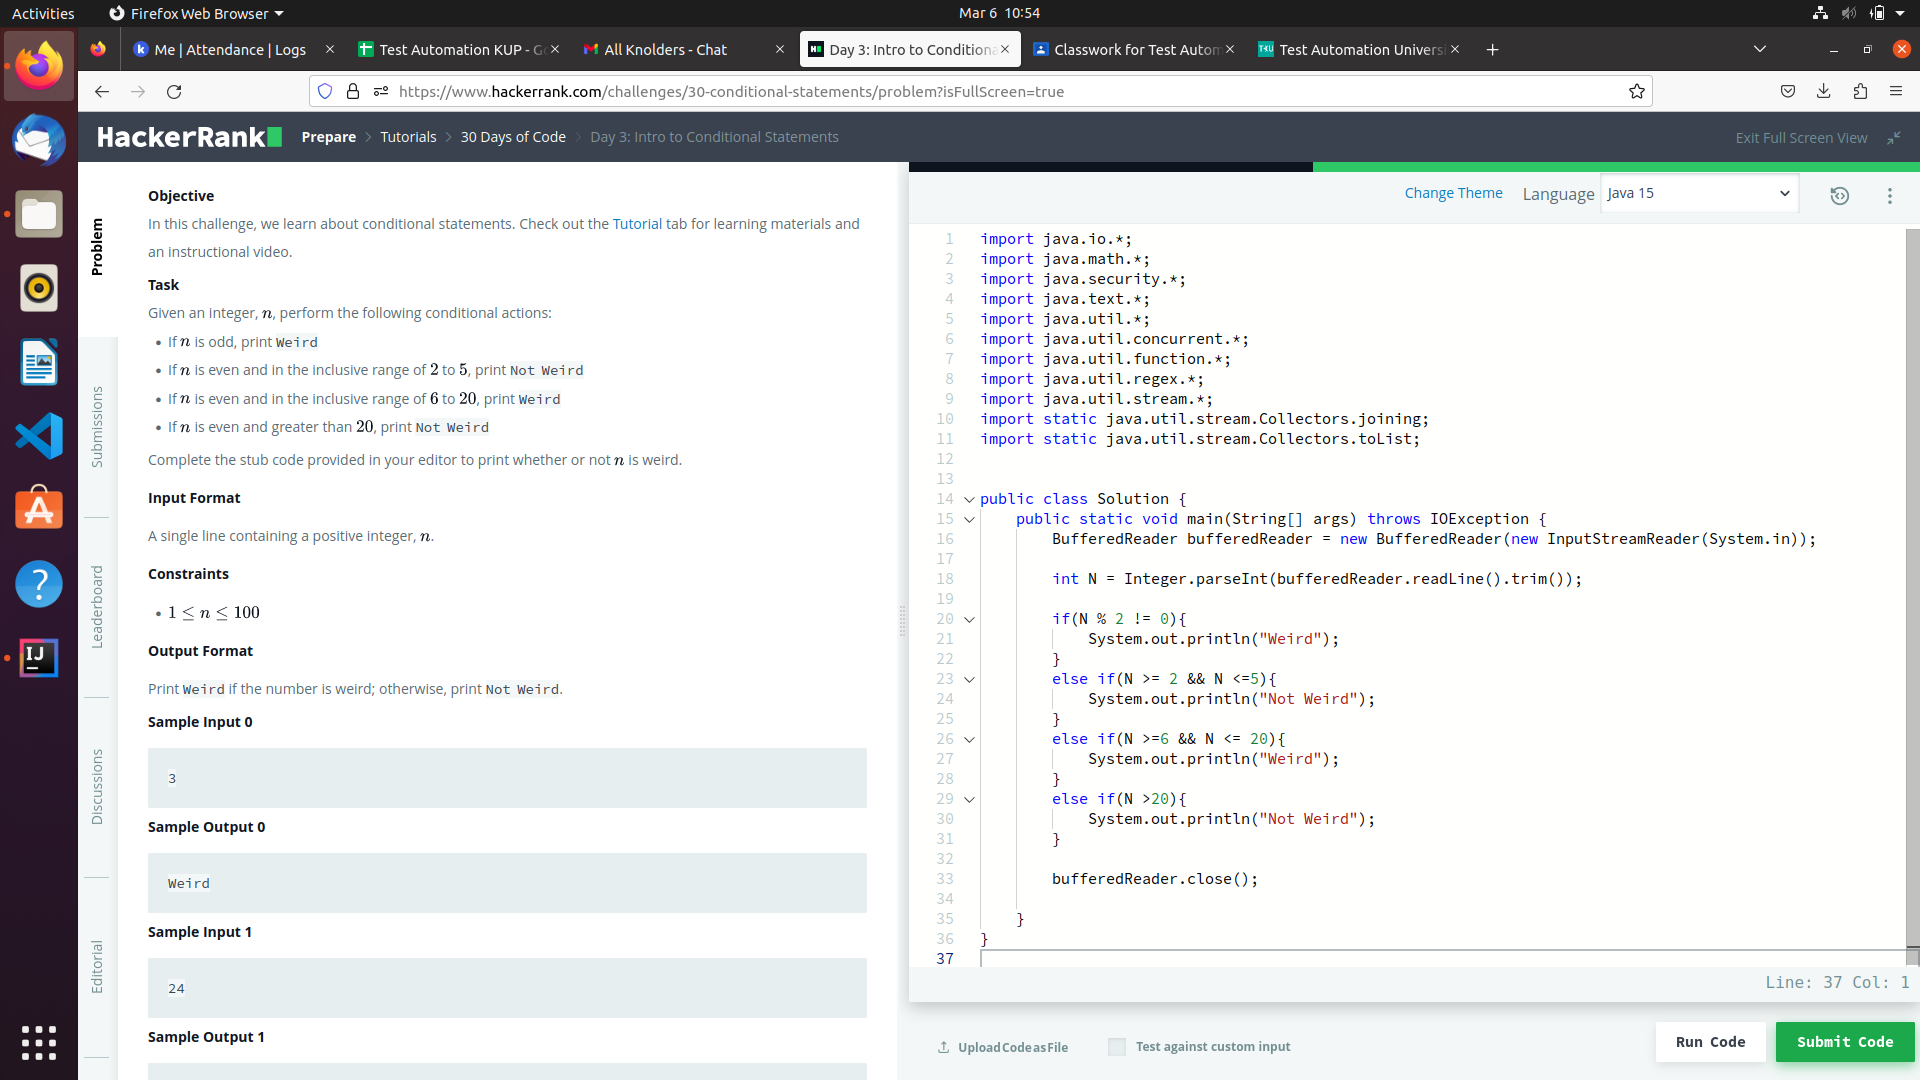 Activities
Firefox Web Browser
Mar 6 10:54
Me | Attendance | Logs
Test Automation KUP - Go
All Knolders - Chat
Day 3: Intro to Conditiona
Classwork for Test Autom
Test Automation Universi
https://www.hackerrank.com/challenges/30-conditional-statements/problem?isFullScreen=true
HackerRank
Prepare > Tutorials > 30 Days of Code > Day 3: Intro to Conditional Statements
Exit Full Screen View
Problem
Submissions
Leaderboard
Discussions
Editorial
Objective
In this challenge, we learn about conditional statements. Check out the Tutorial tab for learning materials and
an instructional video.
Task
Given an integer, n, perform the following conditional actions:
• If n is odd, print Weird
• If n is even and in the inclusive range of 2 to 5, print Not Weird
• If n is even and in the inclusive range of 6 to 20, print Weird
• If n is even and greater than 20, print Not Weird
Complete the stub code provided in your editor to print whether or not n is weird.
Input Format
A single line containing a positive integer, n.
Constraints
• 1 ≤ n ≤ 100
Output Format
Print Weird if the number is weird; otherwise, print Not Weird.
Sample Input 0
3
Sample Output 0
Weird
Sample Input 1
24
Sample Output 1
Change Theme
Language
Java 15
1 import java.io.*;
2 import java.math.*;
3 import java.security.*;
4 import java.text.*;
5 import java.util.*;
6 import java.util.concurrent.*;
7 import java.util.function.*;
8 import java.util.regex.*;
9 import java.util.stream.*;
10 import static java.util.stream.Collectors.joining;
11 import static java.util.stream.Collectors.toList;
12
13
14 public class Solution {
15 public static void main(String[] args) throws IOException {
16 BufferedReader bufferedReader = new BufferedReader(new InputStreamReader(System.in));
17
18 int N = Integer.parseInt(bufferedReader.readLine().trim());
19
20 if(N % 2 != 0){
21 System.out.println("Weird");
22 }
23 else if(N >= 2 && N <=5){
24 System.out.println("Not Weird");
25 }
26 else if(N >=6 && N <= 20){
27 System.out.println("Weird");
28 }
29 else if(N >20){
30 System.out.println("Not Weird");
31 }
32
33 bufferedReader.close();
34
35 }
36 }
37
Line: 37 Col: 1
Upload Code as File
Test against custom input
Run Code
Submit Code